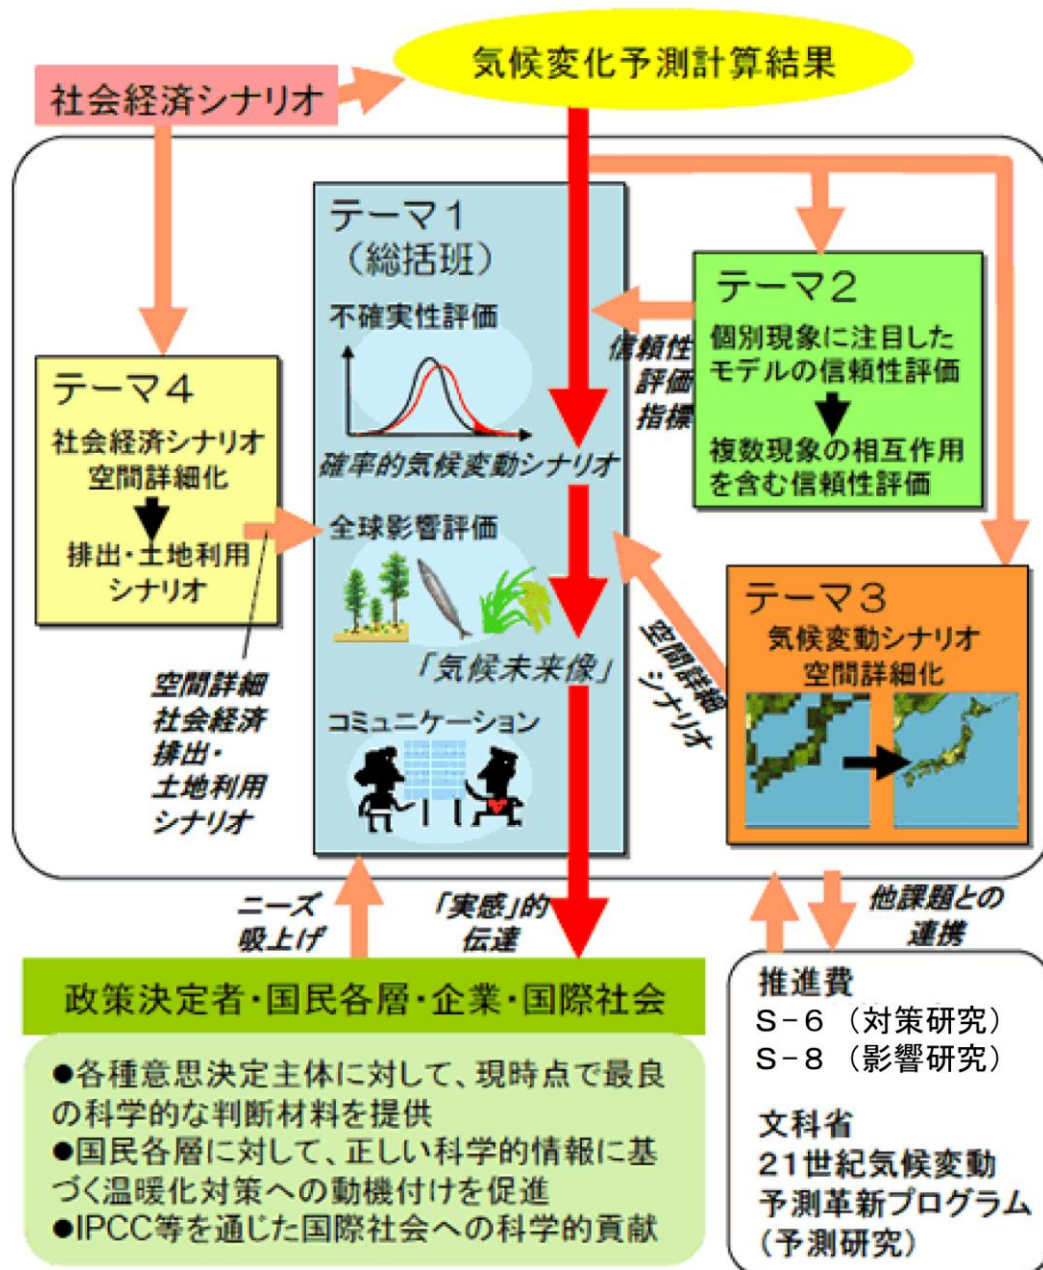 気候変化予測計算結果
社会経済シナリオ
テーマ1
（総括班）
不確実性評価
確率的気候変動シナリオ
全球影響評価
「気候未来像」
コミュニケーション
テーマ2
個別現象に注目した
モデルの信頼性評価
複数現象の相互作用
を含む信頼性評価
信頼性
評価
指標
テーマ4
社会経済シナリオ
空間詳細化
排出・土地利用
シナリオ
空間詳細
社会経済
排出・
土地利用
シナリオ
テーマ3
気候変動シナリオ
空間詳細化
空間詳細
シナリオ
ニーズ
吸上げ
「実感」的
伝達
他課題との
連携
政策決定者・国民各層・企業・国際社会
●各種意思決定主体に対して、現時点で最良
の科学的な判断材料を提供
●国民各層に対して、正しい科学的情報に基
づく温暖化対策への動機付けを促進
●IPCC等を通じた国際社会への科学的貢献
推進費
S-6（対策研究）
S-8（影響研究）
文科省
21世紀気候変動
予測革新プログラム
（予測研究）